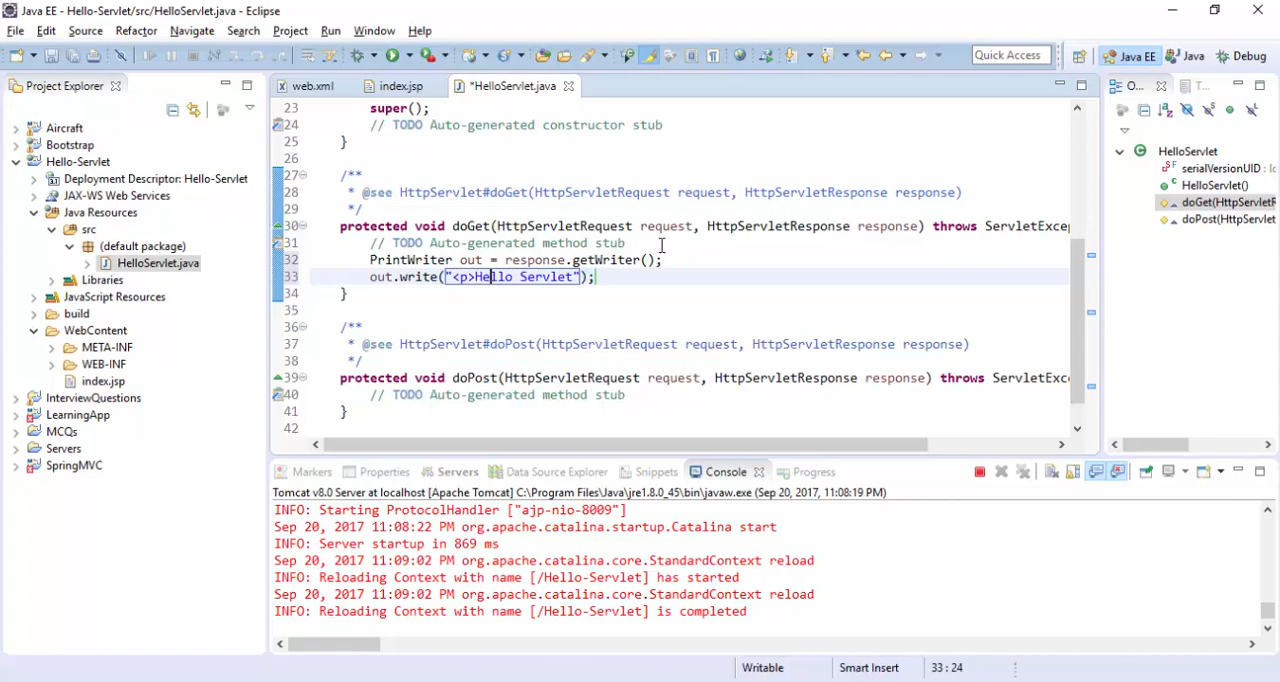 Java EE - Hello-Servlet/src/HelloServlet.java - Eclipse
File Edit Source Refactor Navigate Search Project Run Window Help
Quick Access
Java EE
Java
Debug
Project Explorer
Aircraft
Bootstrap
Hello-Servlet
Deployment Descriptor: Hello-Servlet
JAX-WS Web Services
Java Resources
src
(default package)
HelloServlet.java
Libraries
JavaScript Resources
build
WebContent
META-INF
WEB-INF
index.jsp
InterviewQuestions
LearningApp
MCQs
Servers
SpringMVC
web.xml
index.jsp
*HelloServlet.java
23 super();
24 // TODO Auto-generated constructor stub
25 }
26
27 /**
28 * @see HttpServlet#doGet(HttpServletRequest request, HttpServletResponse response)
29 */
30 protected void doGet(HttpServletRequest request, HttpServletResponse response) throws ServletExce
31 // TODO Auto-generated method stub
32 PrintWriter out = response.getWriter();
33 out.write("<p>Hello Servlet");
34 }
35
36 /**
37 * @see HttpServlet#doPost(HttpServletRequest request, HttpServletResponse response)
38 */
39 protected void doPost(HttpServletRequest request, HttpServletResponse response) throws ServletExc
40 // TODO Auto-generated method stub
41 }
42
O...
T...
HelloServlet
serialVersionUID : lo
HelloServlet()
doGet(HttpServletR
doPost(HttpServlet
Markers
Properties
Servers
Data Source Explorer
Snippets
Console
Progress
Tomcat v8.0 Server at localhost [Apache Tomcat] C:\Program Files\Java\jre1.8.0_45\bin\javaw.exe (Sep 20, 2017, 11:08:19 PM)
INFO: Starting ProtocolHandler ["ajp-nio-8009"]
Sep 20, 2017 11:08:22 PM org.apache.catalina.startup.Catalina start
INFO: Server startup in 869 ms
Sep 20, 2017 11:09:02 PM org.apache.catalina.core.StandardContext reload
INFO: Reloading Context with name [/Hello-Servlet] has started
Sep 20, 2017 11:09:02 PM org.apache.catalina.core.StandardContext reload
INFO: Reloading Context with name [/Hello-Servlet] is completed
Writable
Smart Insert
33 : 24